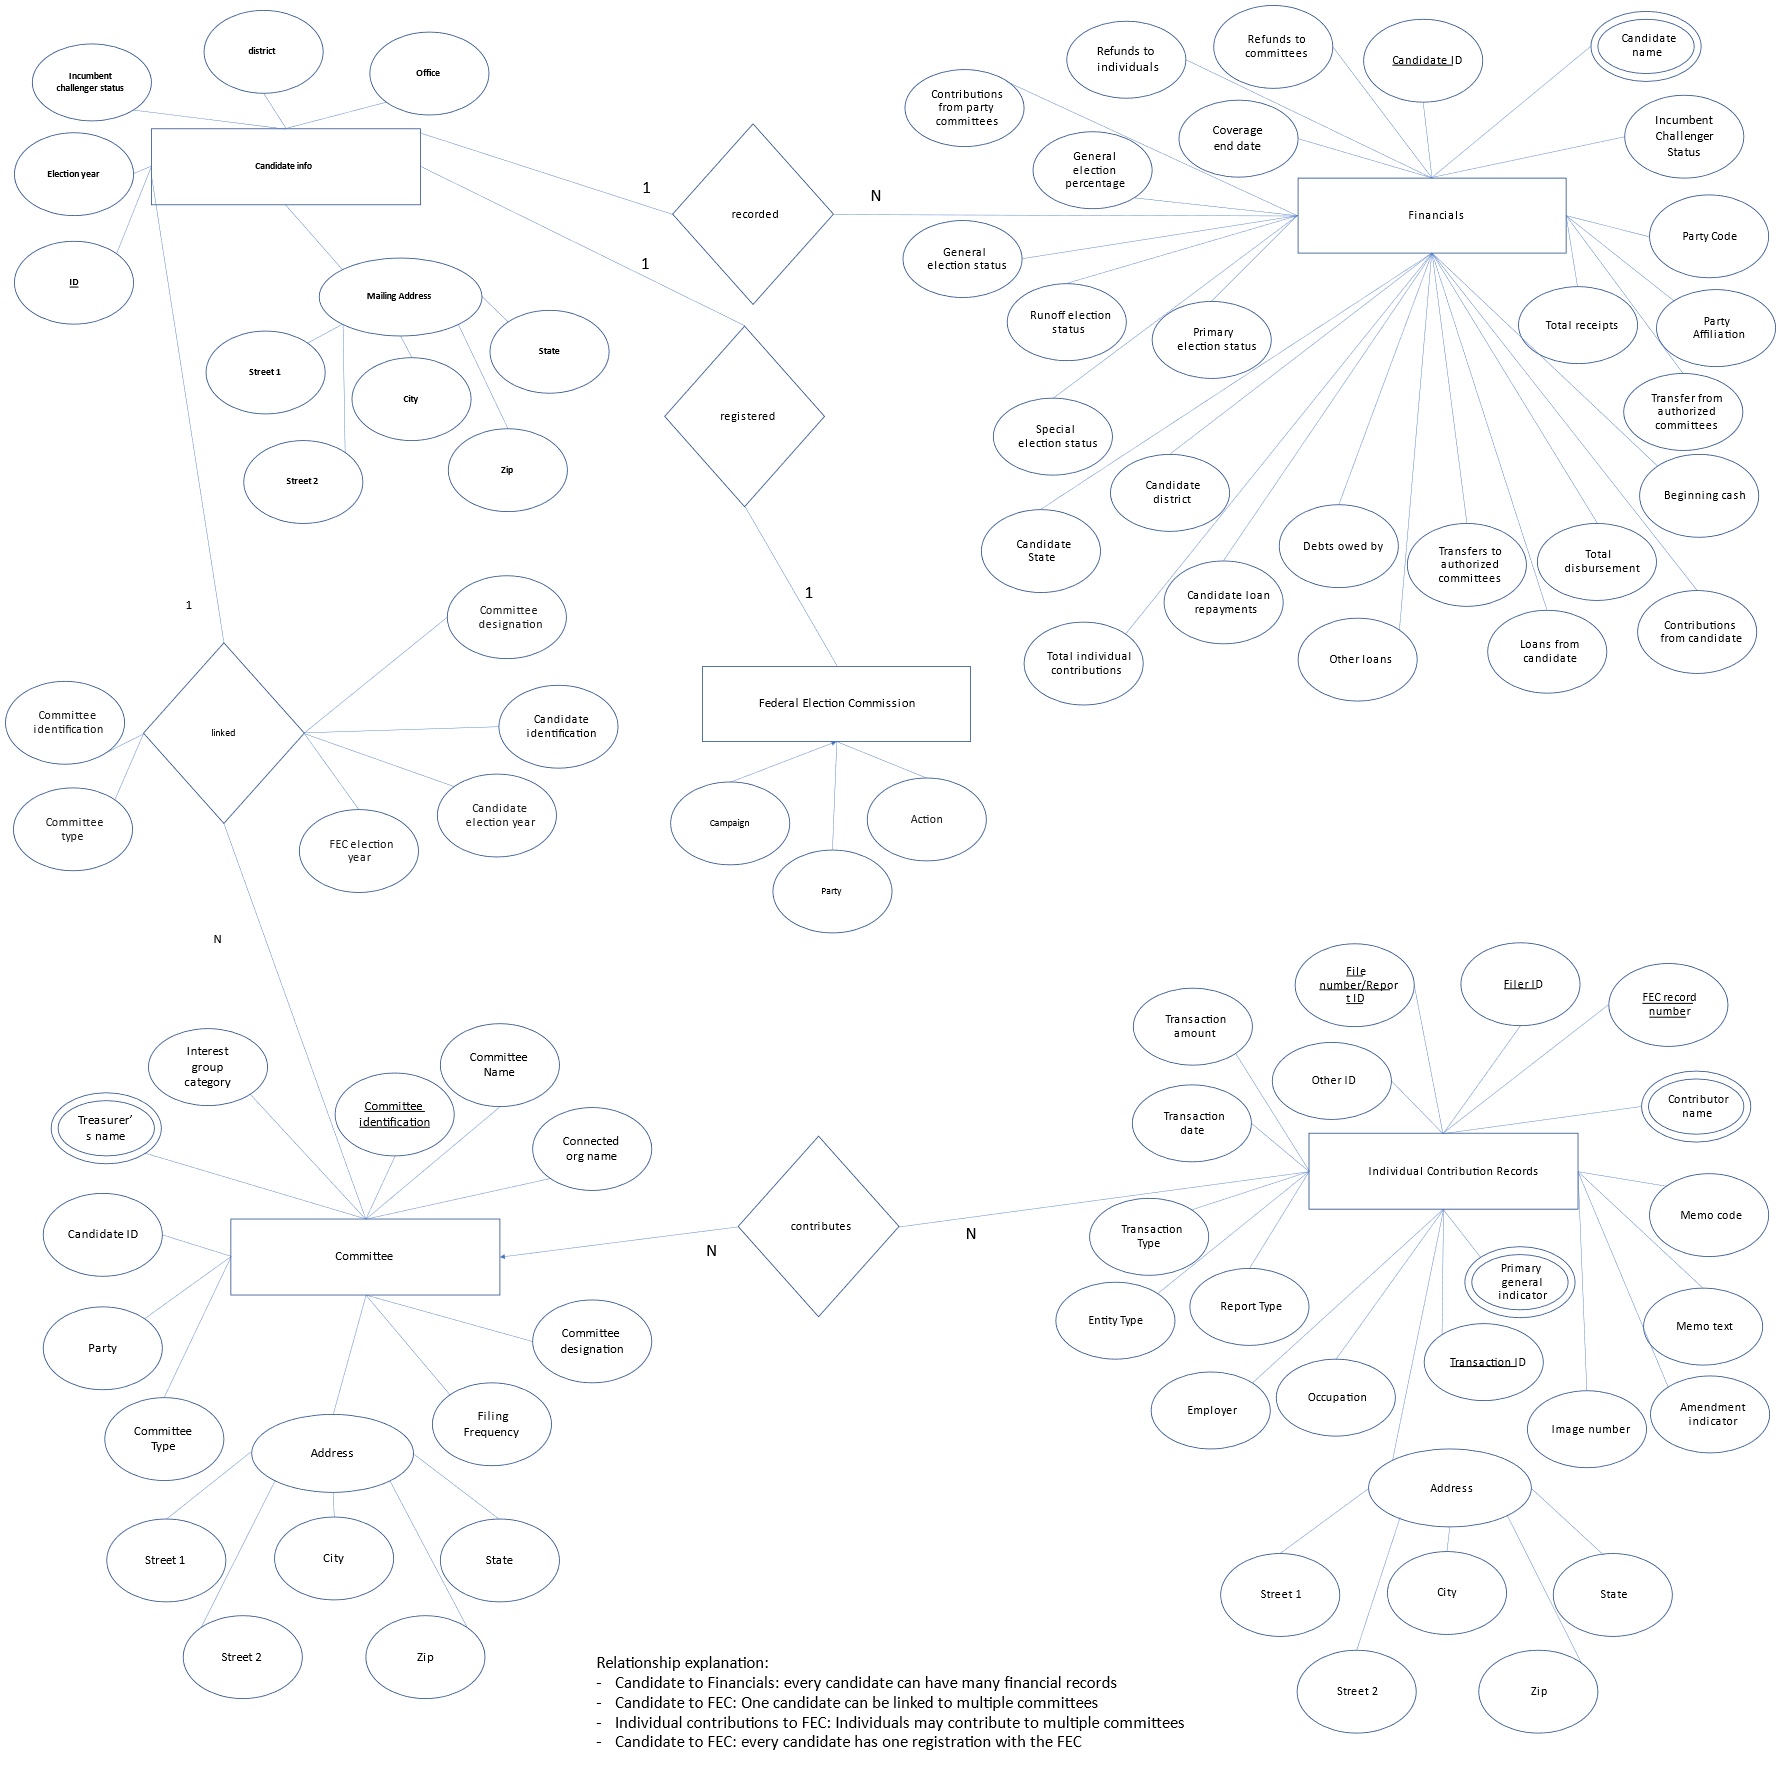 district
Office
Incumbent
challenger status
Candidate info
Election year
ID
Mailing Address
State
Street 1
City
Street 2
Zip
1
recorded
N
1
registered
1
Refunds to
individuals
Refunds to
committees
Candidate ID
Candidate
name
Contributions
from party
committees
Coverage
end date
Incumbent
Challenger
Status
General
election
percentage
Financials
Party Code
General
election status
Runoff election
status
Primary
election status
Total receipts
Party
Affiliation
Transfer from
authorized
committees
Special
election status
Candidate
district
Beginning cash
Candidate
State
Debts owed by
Transfers to
authorized
committees
Total
disbursement
Candidate loan
repayments
Total individual
contributions
Other loans
Loans from
candidate
Contributions
from candidate
1
Committee
designation
Committee
identification
linked
Candidate
identification
Committee
type
Candidate
election year
FEC election
year
N
Federal Election Commission
Campaign
Action
Party
Interest
group
category
Committee
Name
Treasurer’
s name
Committee
identification
Connected
org name
Candidate ID
Committee
Party
Committee
designation
Committee
Type
Filing
Frequency
Address
Street 1
City
State
Street 2
Zip
N
contributes
N
File
number/Repor
t ID
Filer ID
FEC record
number
Transaction
amount
Other ID
Contributor
name
Transaction
date
Individual Contribution Records
Memo code
Transaction
Type
Primary
general
indicator
Entity Type
Report Type
Memo text
Transaction ID
Employer
Occupation
Image number
Amendment
indicator
Address
Street 1
City
State
Street 2
Zip
Relationship explanation:
- Candidate to Financials: every candidate can have many financial records
- Candidate to FEC: One candidate can be linked to multiple committees
- Individual contributions to FEC: Individuals may contribute to multiple committees
- Candidate to FEC: every candidate has one registration with the FEC